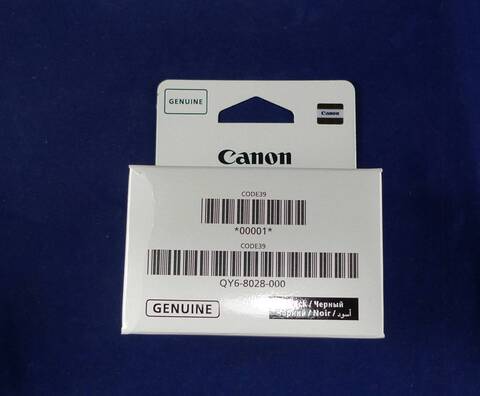 GENUINE
Canon
Canon
CODE39
*00001*
CODE39
QY6-8028-000
GENUINE
/ Черный
/ Noir / أسود